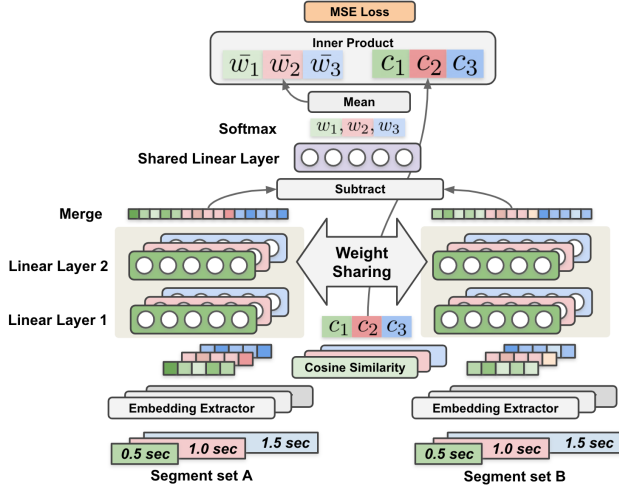 MSE Loss
Inner Product
w̄₁ w̄₂ w̄₃ c₁ c₂ c₃
Mean
Softmax w₁, w₂, w₃
Shared Linear Layer
Subtract
Merge
Linear Layer 2
Weight
Sharing
Linear Layer 1
c₁ c₂ c₃
Cosine Similarity
Embedding Extractor Embedding Extractor
0.5 sec 1.0 sec 1.5 sec 0.5 sec 1.0 sec 1.5 sec
Segment set A Segment set B